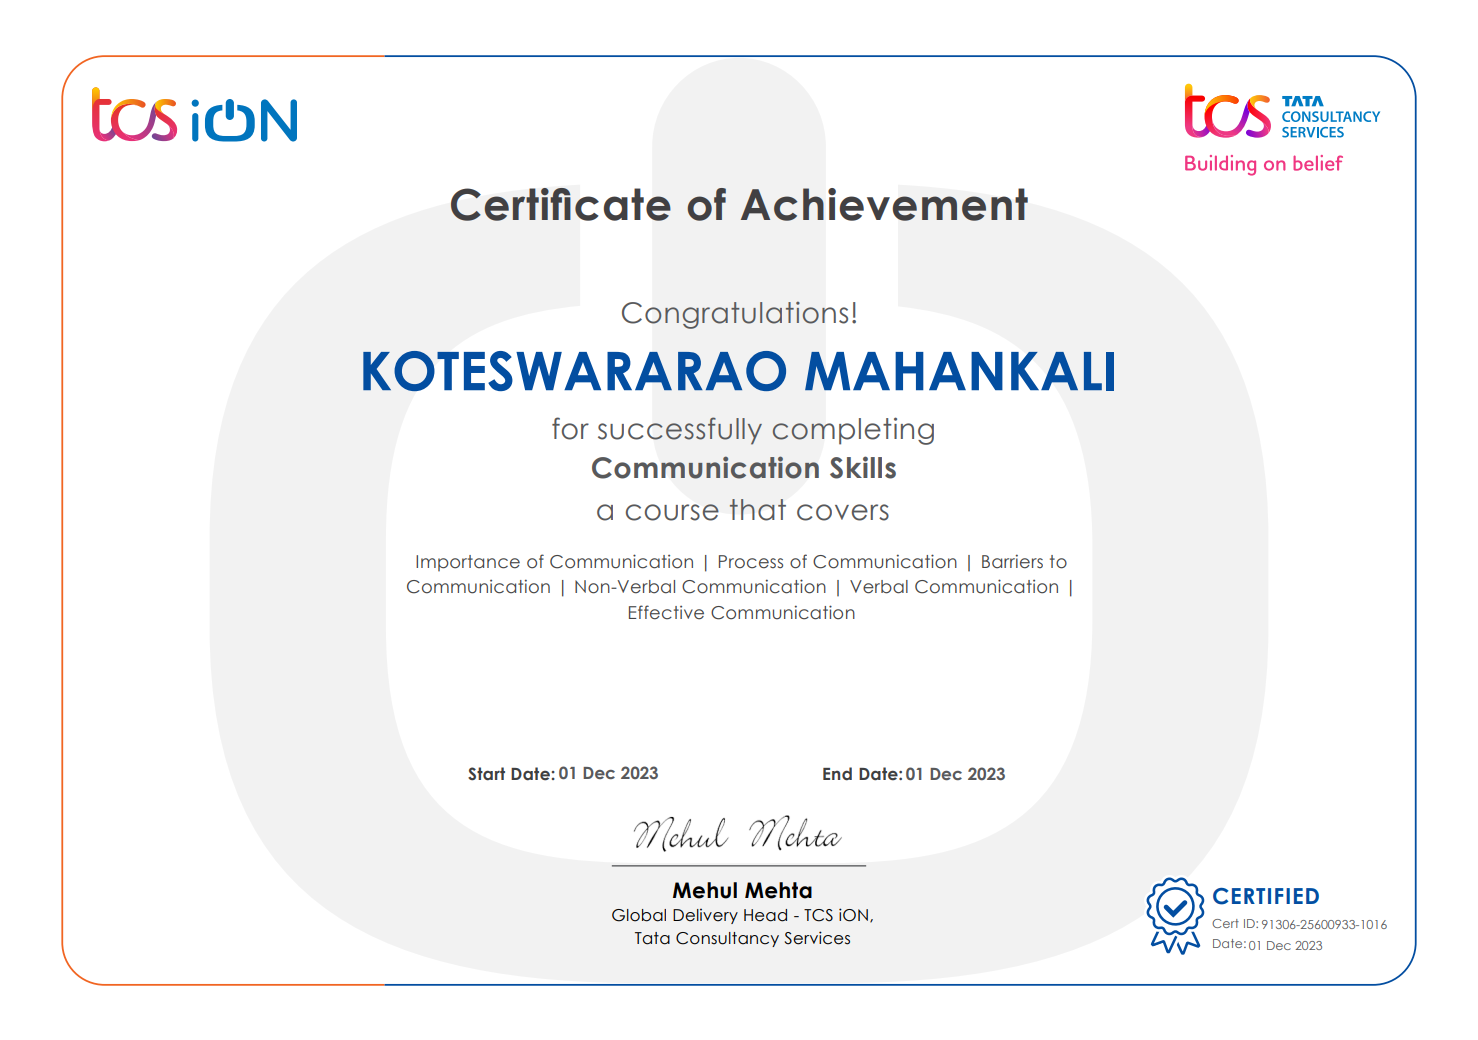 tcs iON
tcs TATA
CONSULTANCY
SERVICES
Building on belief
Certificate of Achievement
Congratulations!
KOTESWARARAO MAHANKALI
for successfully completing
Communication Skills
a course that covers
Importance of Communication | Process of Communication | Barriers to
Communication | Non-Verbal Communication | Verbal Communication |
Effective Communication
Start Date: 01 Dec 2023
End Date: 01 Dec 2023
Mehul Mehta
Mehul Mehta
Global Delivery Head - TCS iON,
Tata Consultancy Services
CERTIFIED
Cert ID: 91306-25600933-1016
Date: 01 Dec 2023